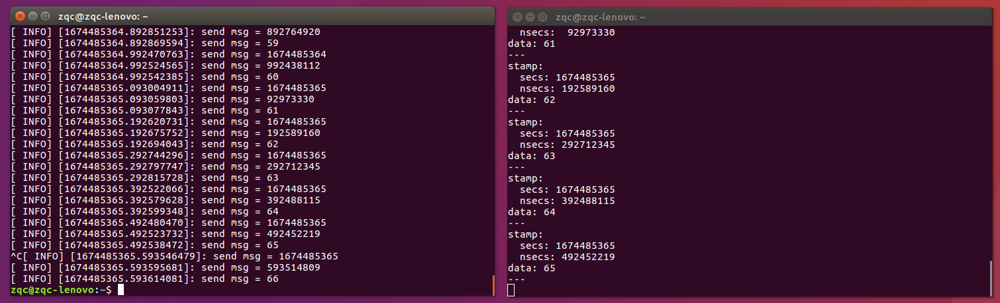 zqc@zqc-lenovo: ~
[ INFO] [1674485364.892851253]: send msg = 892764920
[ INFO] [1674485364.892869594]: send msg = 59
[ INFO] [1674485364.992470763]: send msg = 1674485364
[ INFO] [1674485364.992524565]: send msg = 992438112
[ INFO] [1674485364.992542385]: send msg = 60
[ INFO] [1674485365.093004911]: send msg = 1674485365
[ INFO] [1674485365.093059803]: send msg = 92973330
[ INFO] [1674485365.093077843]: send msg = 61
[ INFO] [1674485365.192620731]: send msg = 1674485365
[ INFO] [1674485365.192675752]: send msg = 192589160
[ INFO] [1674485365.192694043]: send msg = 62
[ INFO] [1674485365.292744296]: send msg = 1674485365
[ INFO] [1674485365.292797747]: send msg = 292712345
[ INFO] [1674485365.292815728]: send msg = 63
[ INFO] [1674485365.392522066]: send msg = 1674485365
[ INFO] [1674485365.392579628]: send msg = 392488115
[ INFO] [1674485365.392599348]: send msg = 64
[ INFO] [1674485365.492480470]: send msg = 1674485365
[ INFO] [1674485365.492523732]: send msg = 492452219
[ INFO] [1674485365.492538472]: send msg = 65
^C[ INFO] [1674485365.593546479]: send msg = 1674485365
[ INFO] [1674485365.593595681]: send msg = 593514809
[ INFO] [1674485365.593614081]: send msg = 66
zqc@zqc-lenovo:~$
zqc@zqc-lenovo: ~
  nsecs:  92973330
data: 61
---
stamp:
  secs: 1674485365
  nsecs: 192589160
data: 62
---
stamp:
  secs: 1674485365
  nsecs: 292712345
data: 63
---
stamp:
  secs: 1674485365
  nsecs: 392488115
data: 64
---
stamp:
  secs: 1674485365
  nsecs: 492452219
data: 65
---